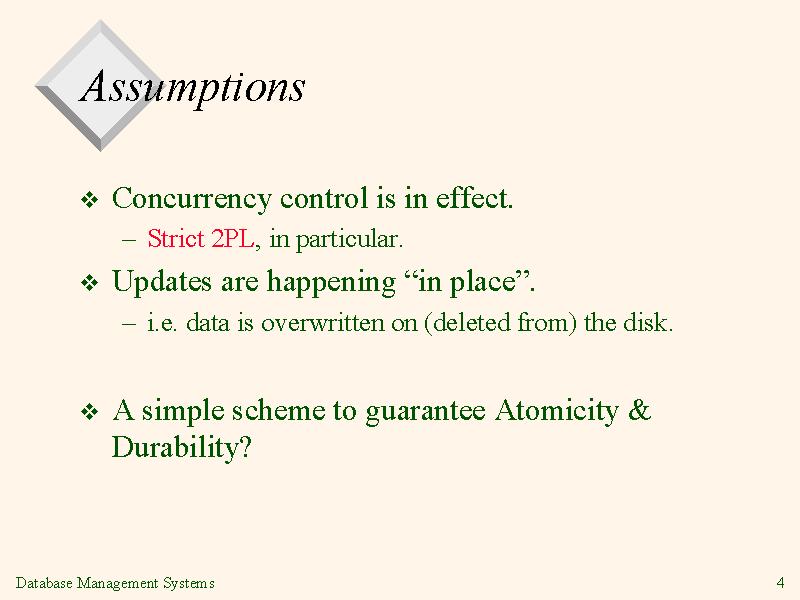 Assumptions
❖ Concurrency control is in effect.
– Strict 2PL, in particular.
❖ Updates are happening “in place”.
– i.e. data is overwritten on (deleted from) the disk.
❖ A simple scheme to guarantee Atomicity &
Durability?
Database Management Systems
4